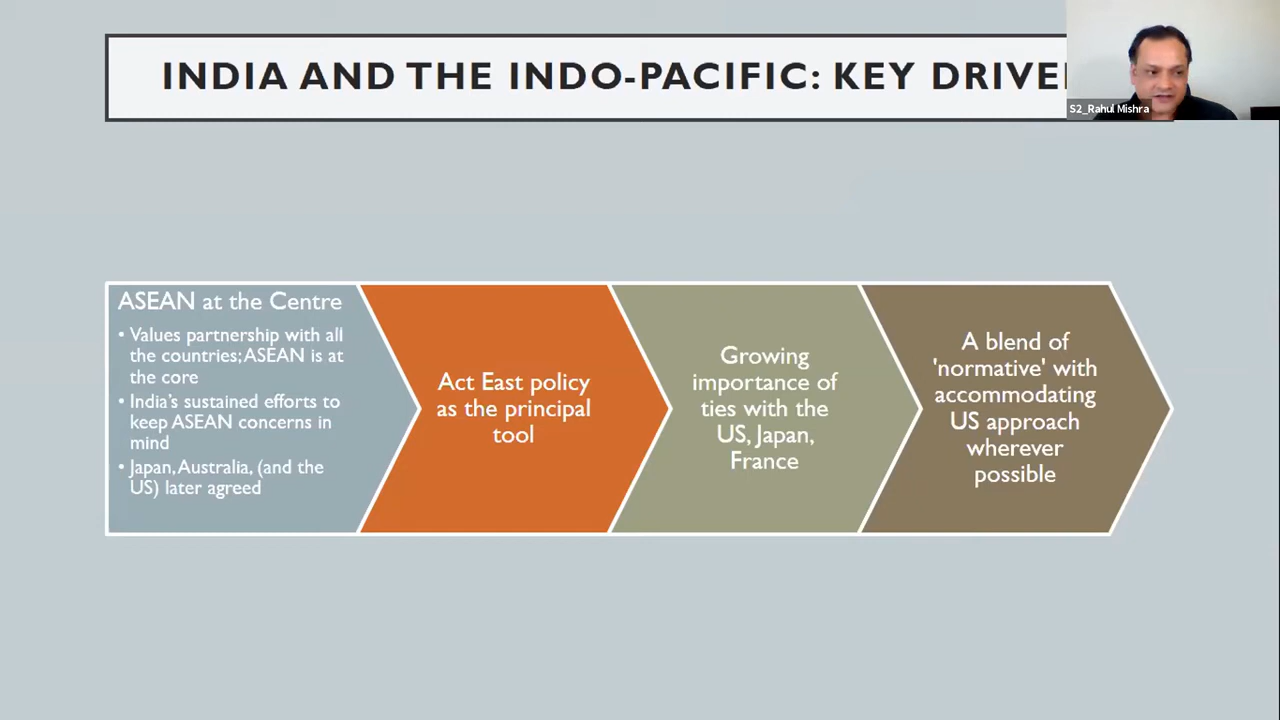 INDIA AND THE INDO-PACIFIC: KEY
S2_Rahul Mishra
ASEAN at the Centre
• Values partnership with all
the countries; ASEAN is at
the core
• India's sustained efforts to
keep ASEAN concerns in
mind
• Japan, Australia, (and the
US) later agreed
Act East policy
as the principal
tool
Growing
importance of
ties with the
US, Japan,
France
A blend of
'normative' with
accommodating
US approach
wherever
possible